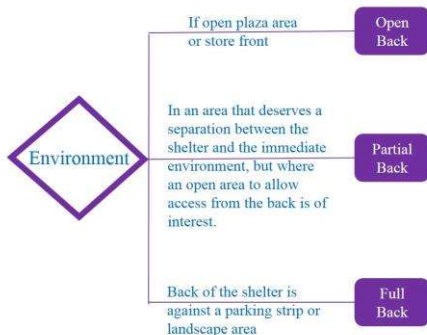 If open plaza area
or store front
Open
Back
Environment
In an area that deserves a
separation between the
shelter and the immediate
environment, but where
an open area to allow
access from the back is of
interest.
Partial
Back
Back of the shelter is
against a parking strip or
landscape area
Full
Back